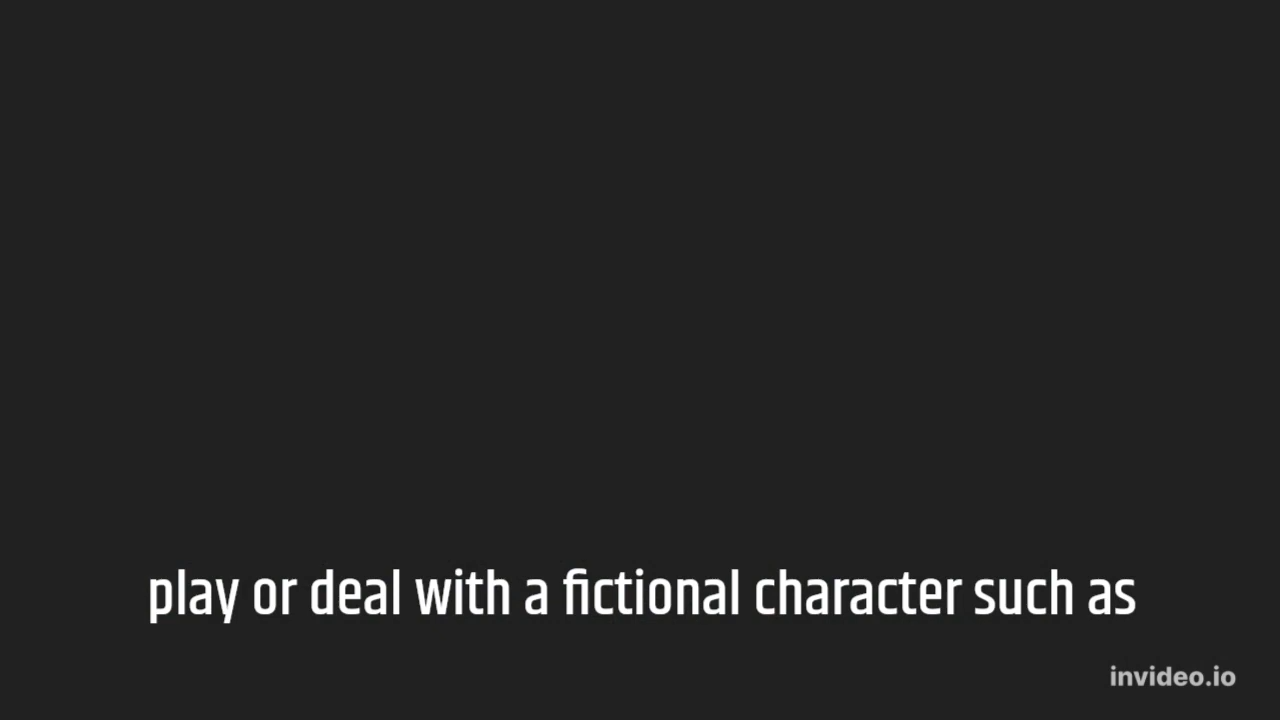 play or deal with a fictional character such as
invideo.io